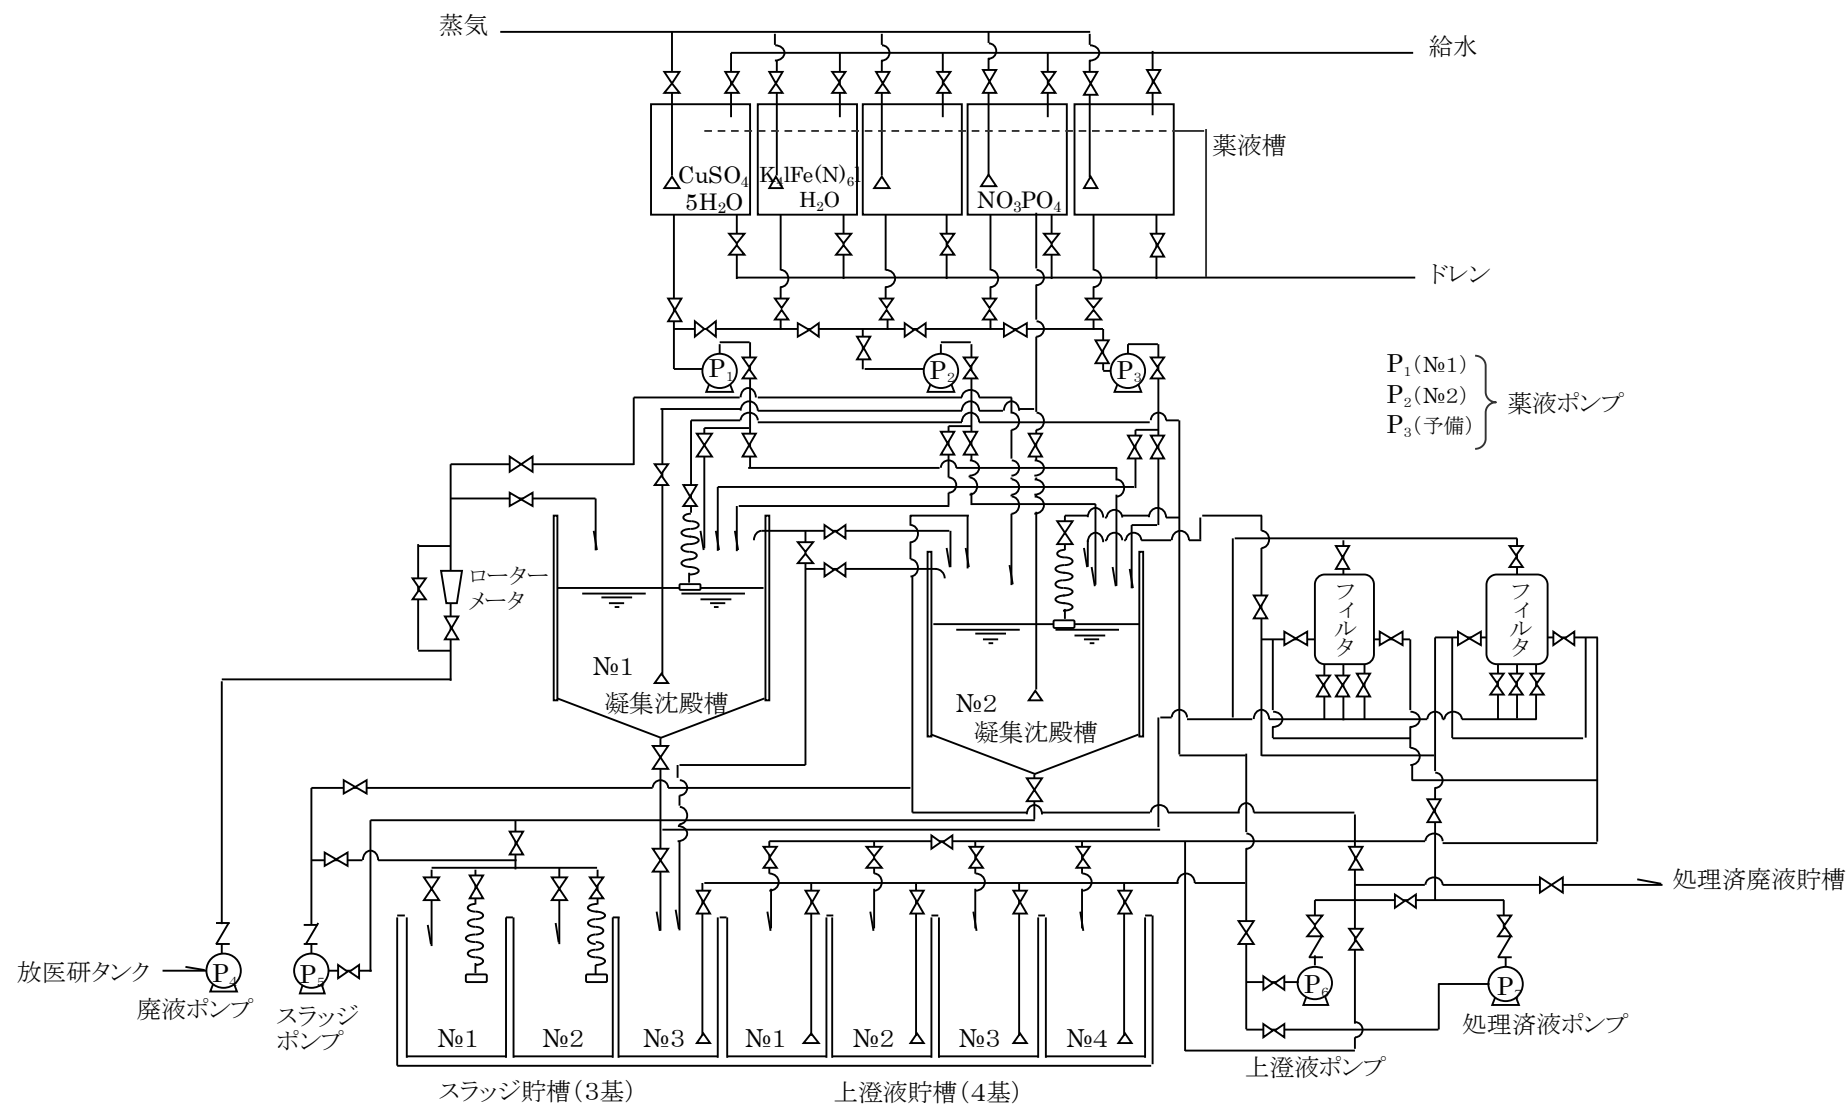 蒸気
給水
薬液槽
CuSO₄
5H₂O
K₄lFe(N)₆l
H₂O
NO₃PO₄
ドレン
P₁
P₂
P₃
P₁(№1)
P₂(№2)
P₃(予備)
薬液ポンプ
ローター
メータ
フィルタ
フィルタ
№1
凝集沈殿槽
№2
凝集沈殿槽
処理済廃液貯槽
放医研タンク
P₄
廃液ポンプ
P₅
スラッジ
ポンプ
P₆
上澄液ポンプ
P₇
処理済液ポンプ
№1
№2
№3
№1
№2
№3
№4
スラッジ貯槽(3基)
上澄液貯槽(4基)